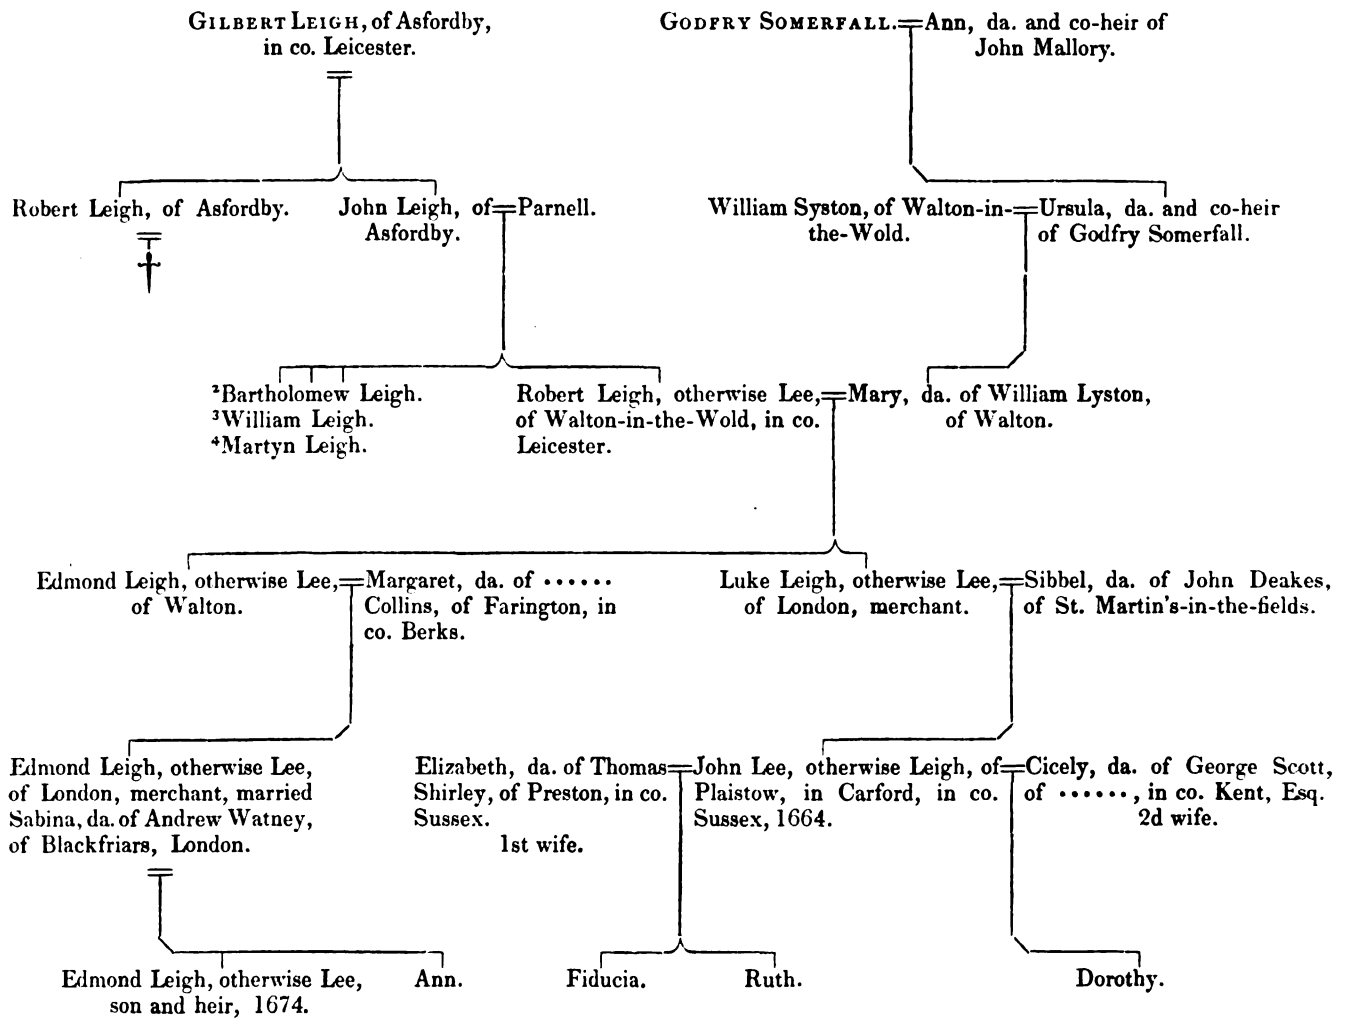 GILBERT LEIGH, of Asfordby,
in co. Leicester.
GODFRY SOMERFALL.=Ann, da. and co-heir of
John Mallory.
Robert Leigh, of Asfordby.
John Leigh, of=Parnell.
Asfordby.
William Syston, of Walton-in-=Ursula, da. and co-heir
the-Wold.
of Godfry Somerfall.
²Bartholomew Leigh.
³William Leigh.
⁴Martyn Leigh.
Robert Leigh, otherwise Lee,=Mary, da. of William Lyston,
of Walton-in-the-Wold, in co.
Leicester.
of Walton.
Edmond Leigh, otherwise Lee,=Margaret, da. of ......
of Walton.
Collins, of Farington, in
co. Berks.
Luke Leigh, otherwise Lee,=Sibbel, da. of John Deakes,
of London, merchant.
of St. Martin's-in-the-fields.
Edmond Leigh, otherwise Lee,
of London, merchant, married
Sabina, da. of Andrew Watney,
of Blackfriars, London.
Elizabeth, da. of Thomas=John Lee, otherwise Leigh, of=Cicely, da. of George Scott,
Shirley, of Preston, in co.
Sussex.
1st wife.
Plaistow, in Carford, in co.
Sussex, 1664.
of ......, in co. Kent, Esq.
2d wife.
Edmond Leigh, otherwise Lee,
son and heir, 1674.
Ann.
Fiducia.
Ruth.
Dorothy.